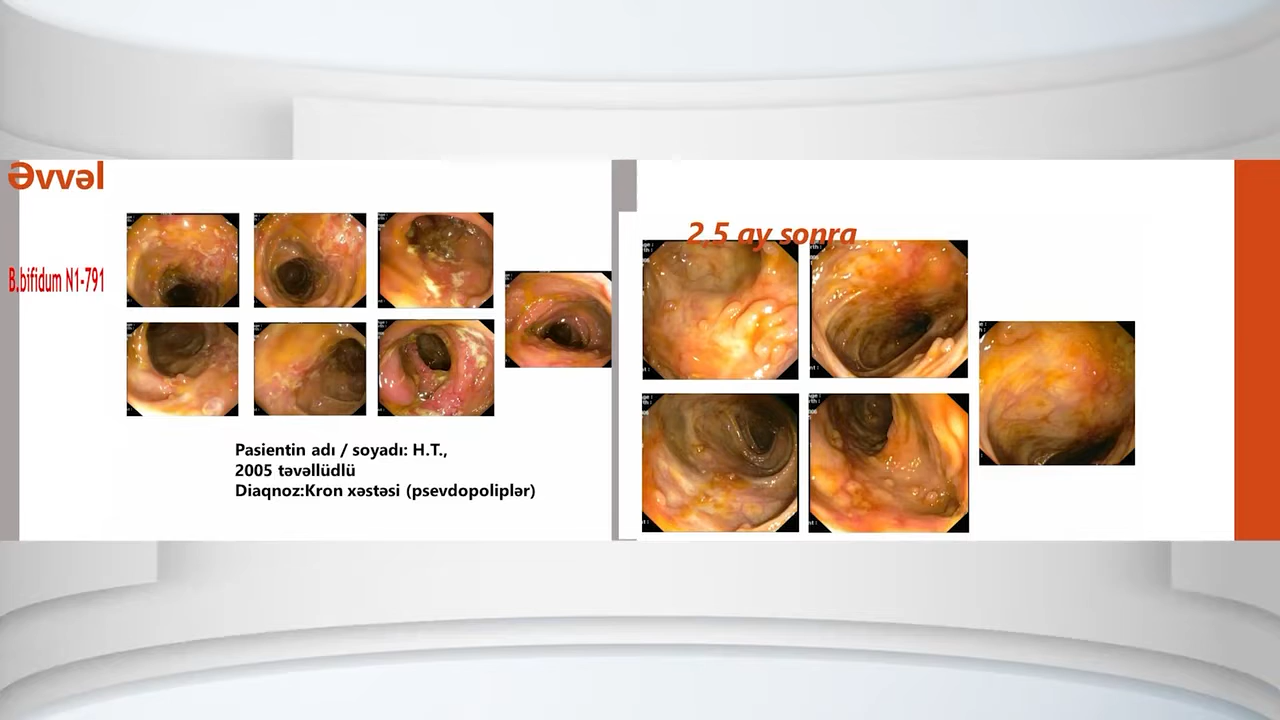 Əvvəl
B.bifidum N1-791
Pasientin adı / soyadı: H.T.,
2005 təvəllüdlü
Diaqnoz:Kron xəstəsi (psevdopoliplər)
2,5 ay sonra